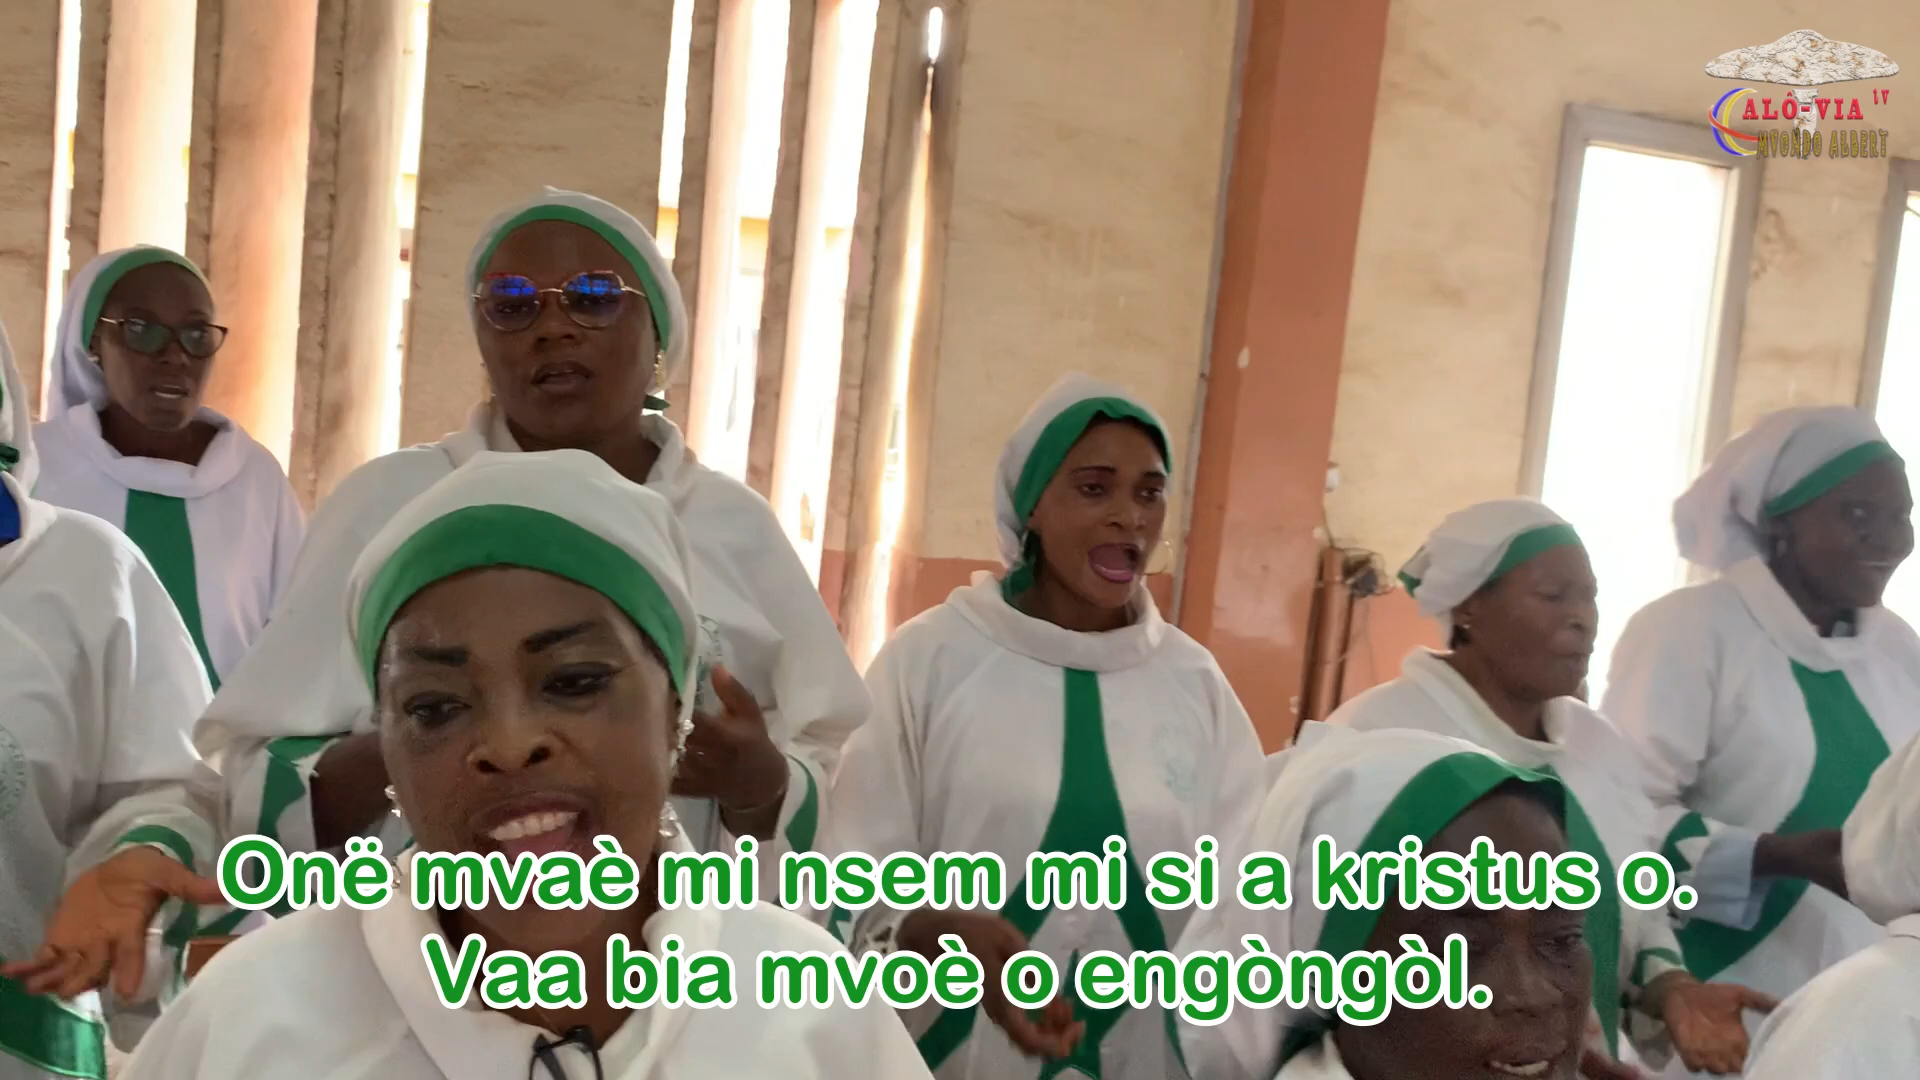 ALÔ-VIA TV
MVONDO ALBERT
Onë mvaè mi nsem mi si a kristus o.
Vaa bia mvoè o engòngòl.